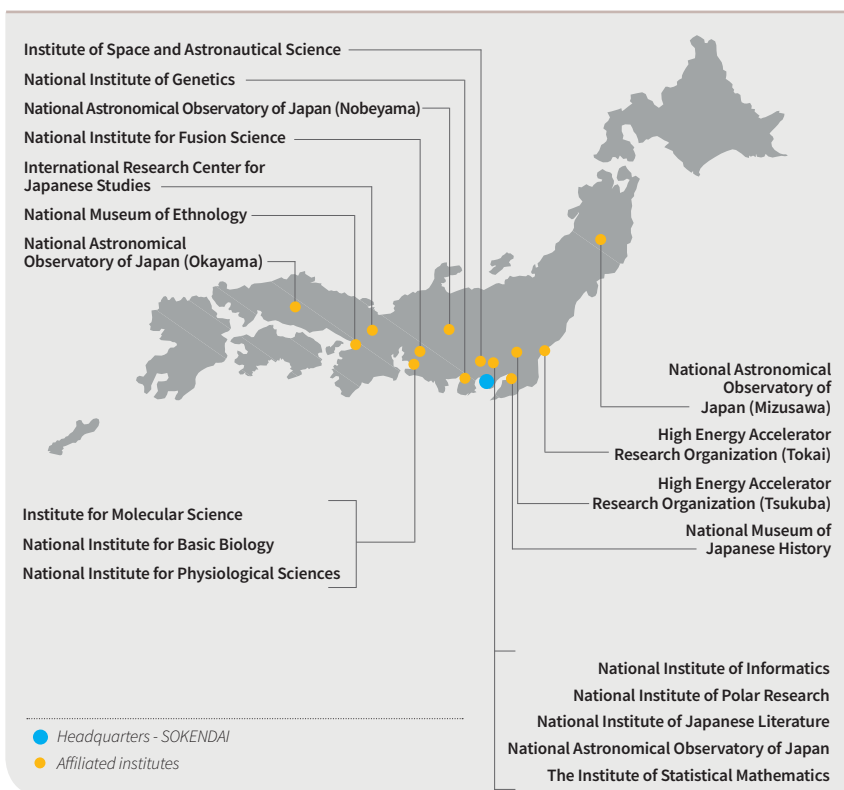 Institute of Space and Astronautical Science
National Institute of Genetics
National Astronomical Observatory of Japan (Nobeyama)
National Institute for Fusion Science
International Research Center for
Japanese Studies
National Museum of Ethnology
National Astronomical
Observatory of Japan (Okayama)
National Astronomical
Observatory of
Japan (Mizusawa)
High Energy Accelerator
Research Organization (Tokai)
High Energy Accelerator
Research Organization (Tsukuba)
National Museum of
Japanese History
Institute for Molecular Science
National Institute for Basic Biology
National Institute for Physiological Sciences
National Institute of Informatics
National Institute of Polar Research
National Institute of Japanese Literature
National Astronomical Observatory of Japan
The Institute of Statistical Mathematics
Headquarters - SOKENDAI
Affiliated institutes